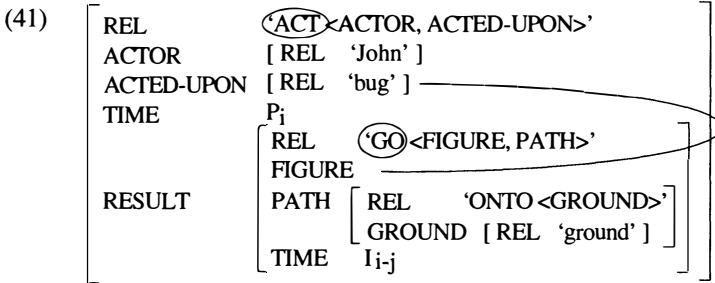 (41) REL ‘ACT<ACTOR, ACTED-UPON>’
ACTOR [ REL ‘John’ ]
ACTED-UPON [ REL ‘bug’ ]
TIME Pi
REL ‘GO<FIGURE, PATH>’
FIGURE
RESULT PATH REL ‘ONTO <GROUND>’
GROUND [ REL ‘ground’ ]
TIME Ii-j